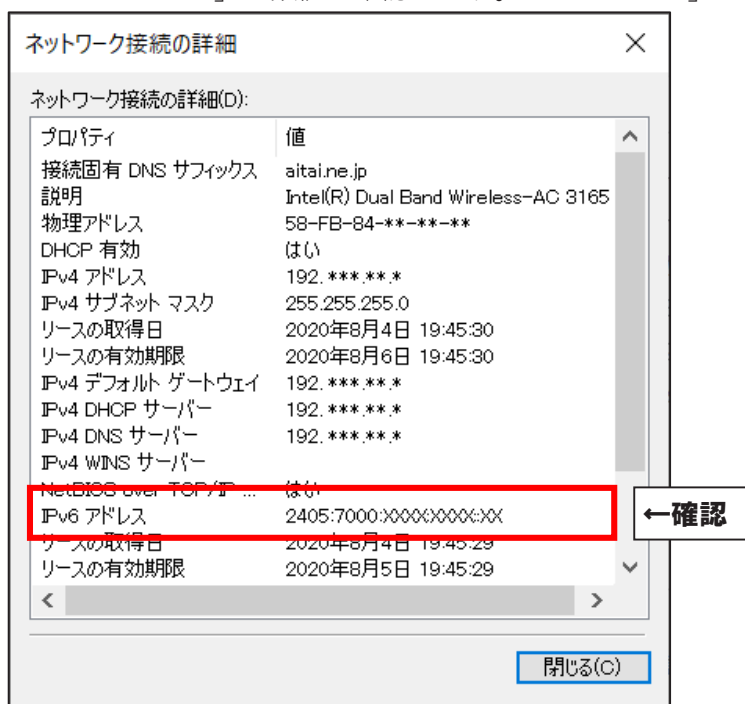 ネットワーク接続の詳細
ネットワーク接続の詳細(D):
プロパティ 値
接続固有 DNS サフィックス aitai.ne.jp
説明 Intel(R) Dual Band Wireless-AC 3165
物理アドレス 58-FB-84-**-**-**
DHCP 有効 はい
IPv4 アドレス 192.***.**.*
IPv4 サブネット マスク 255.255.255.0
リースの取得日 2020年8月4日 19:45:30
リースの有効期限 2020年8月6日 19:45:30
IPv4 デフォルト ゲートウェイ 192.***.**.*
IPv4 DHCP サーバー 192.***.**.*
IPv4 DNS サーバー 192.***.**.*
IPv4 WINS サーバー
NetBIOS over TCP/IP ... はい
IPv6 アドレス 2405:7000:XXXX:XXXX::XX
←確認
リースの取得日 2020年8月4日 19:45:29
リースの有効期限 2020年8月5日 19:45:29
閉じる(C)